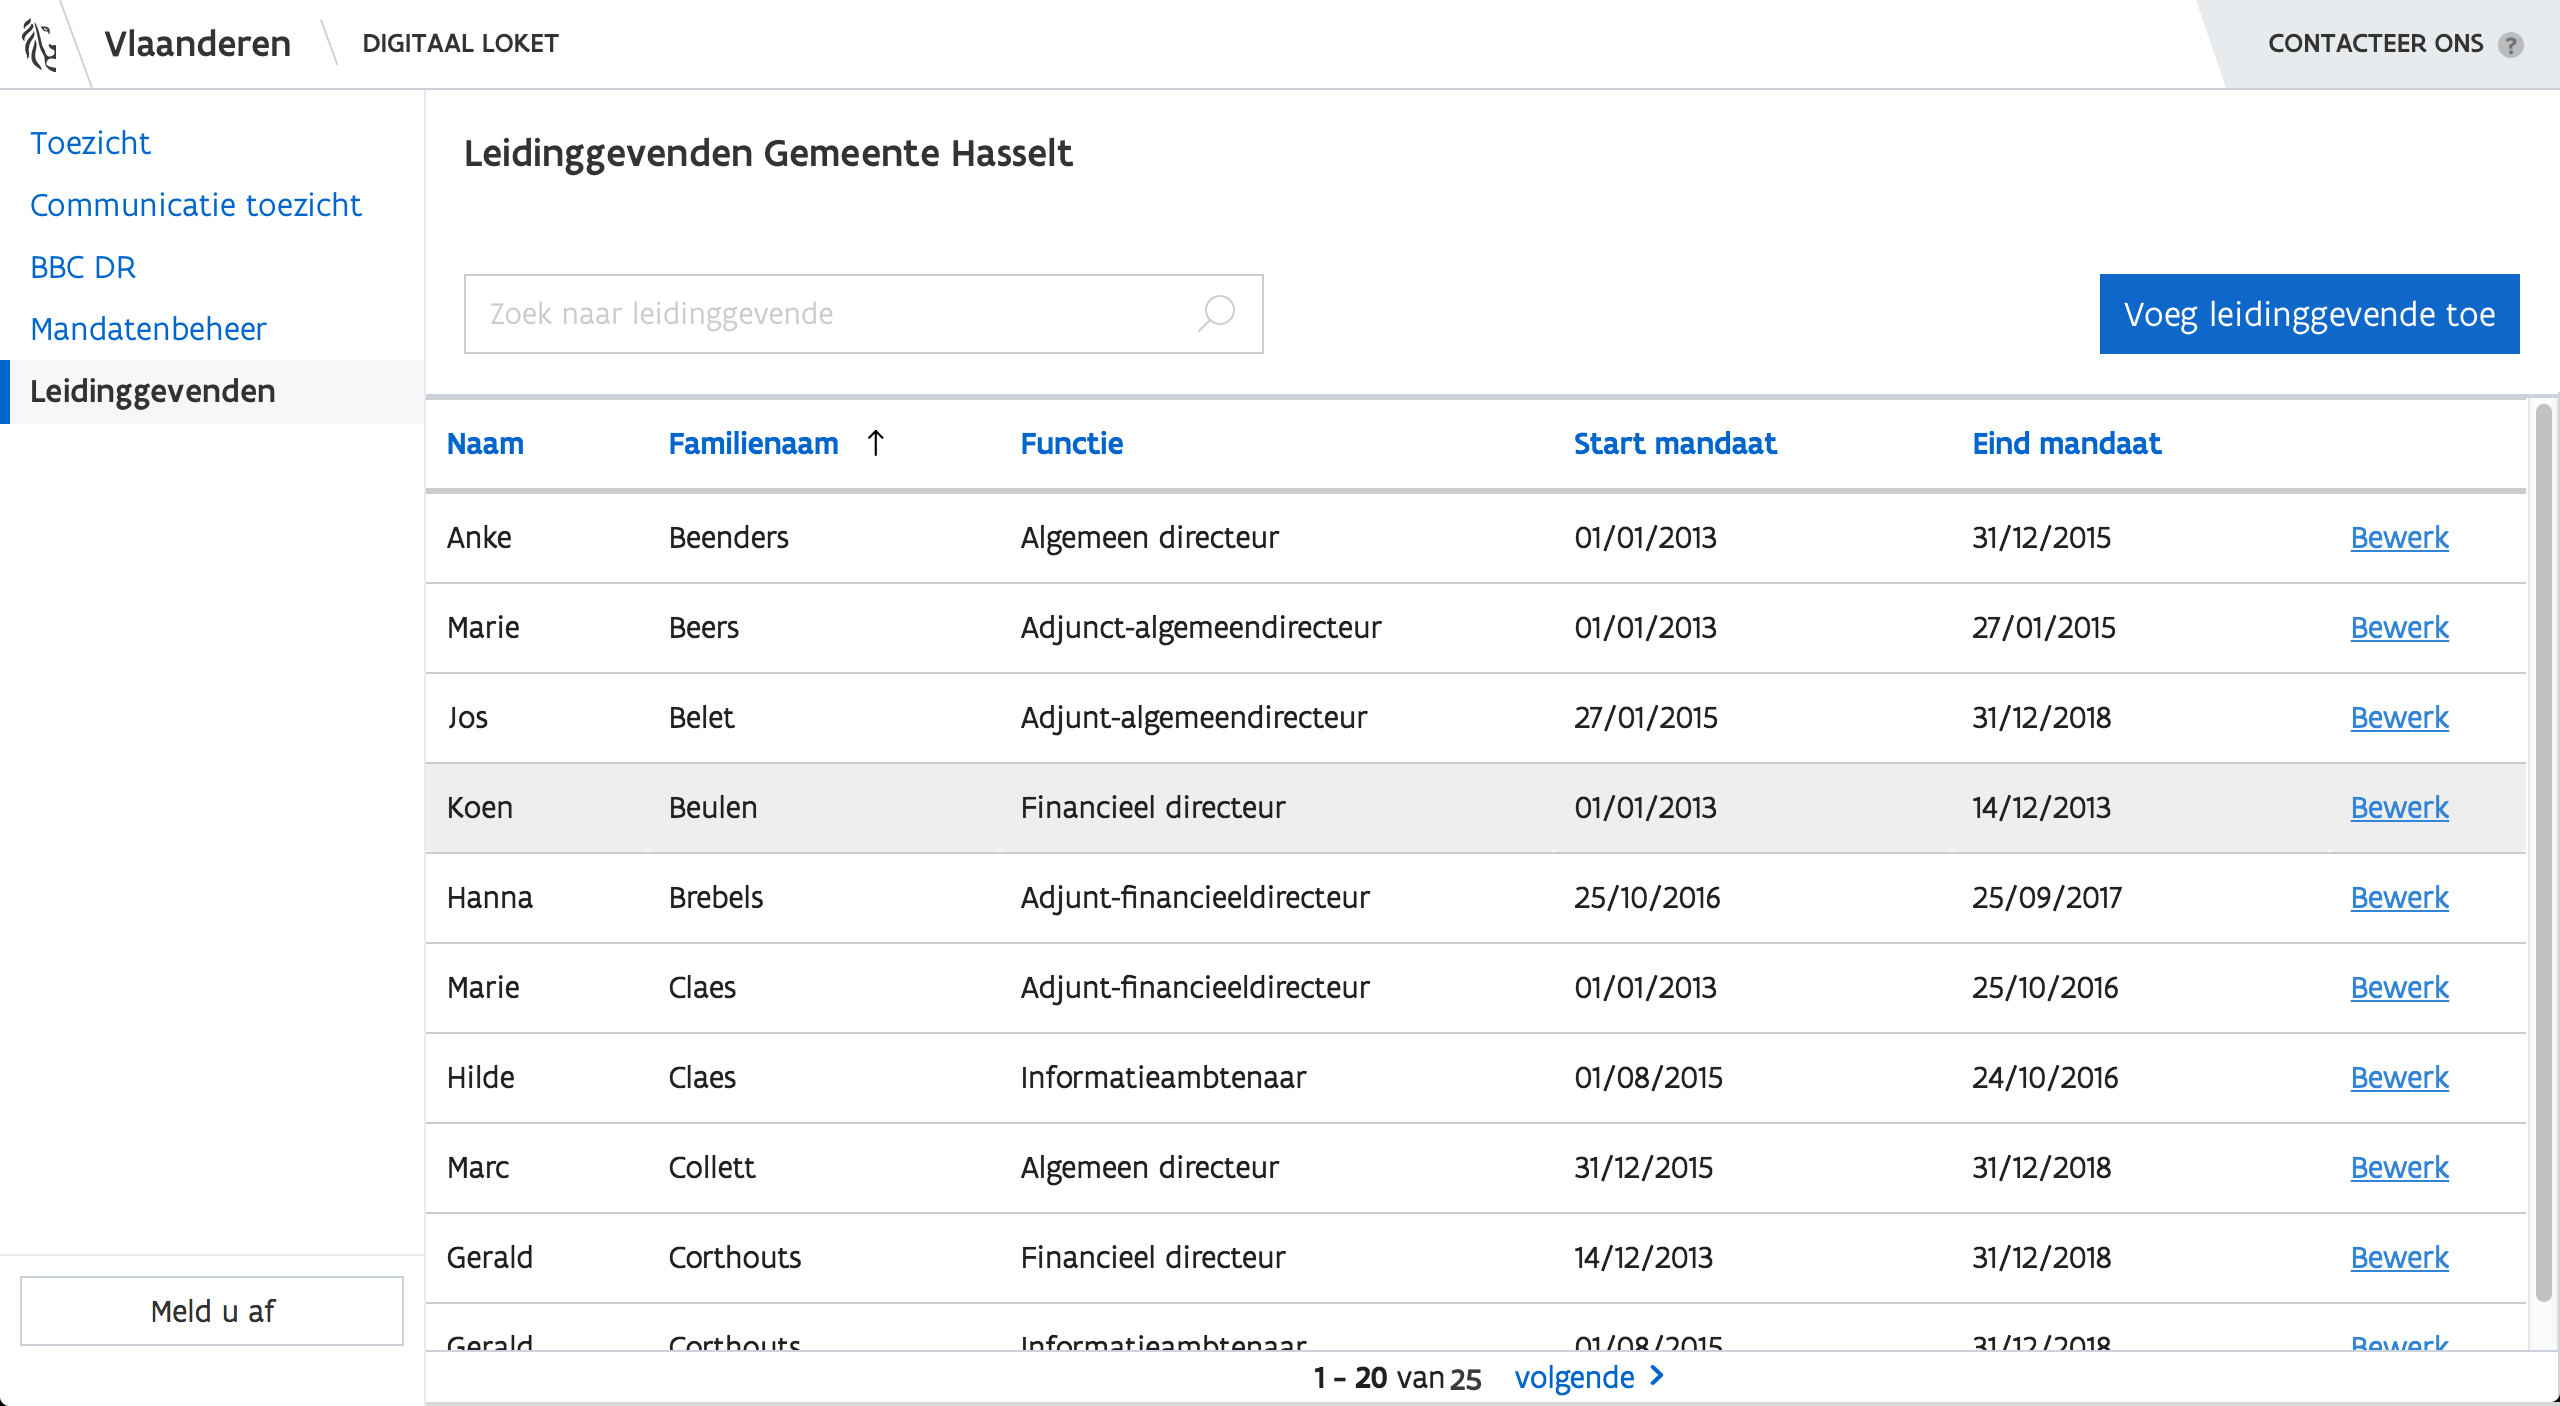 Vlaanderen DIGITAAL LOKET CONTACTEER ONS ?
Toezicht
Communicatie toezicht
BBC DR
Mandatenbeheer
Leidinggevenden
Meld u af
Leidinggevenden Gemeente Hasselt
Zoek naar leidinggevende Voeg leidinggevende toe
Naam Familienaam ↑ Functie Start mandaat Eind mandaat
Anke Beenders Algemeen directeur 01/01/2013 31/12/2015 Bewerk
Marie Beers Adjunct-algemeendirecteur 01/01/2013 27/01/2015 Bewerk
Jos Belet Adjunt-algemeendirecteur 27/01/2015 31/12/2018 Bewerk
Koen Beulen Financieel directeur 01/01/2013 14/12/2013 Bewerk
Hanna Brebels Adjunt-financieeldirecteur 25/10/2016 25/09/2017 Bewerk
Marie Claes Adjunt-financieeldirecteur 01/01/2013 25/10/2016 Bewerk
Hilde Claes Informatieambtenaar 01/08/2015 24/10/2016 Bewerk
Marc Collett Algemeen directeur 31/12/2015 31/12/2018 Bewerk
Gerald Corthouts Financieel directeur 14/12/2013 31/12/2018 Bewerk
Gerald Corthouts Informatieambtenaar 01/08/2015 31/12/2018 Bewerk
1 - 20 van 25 volgende >